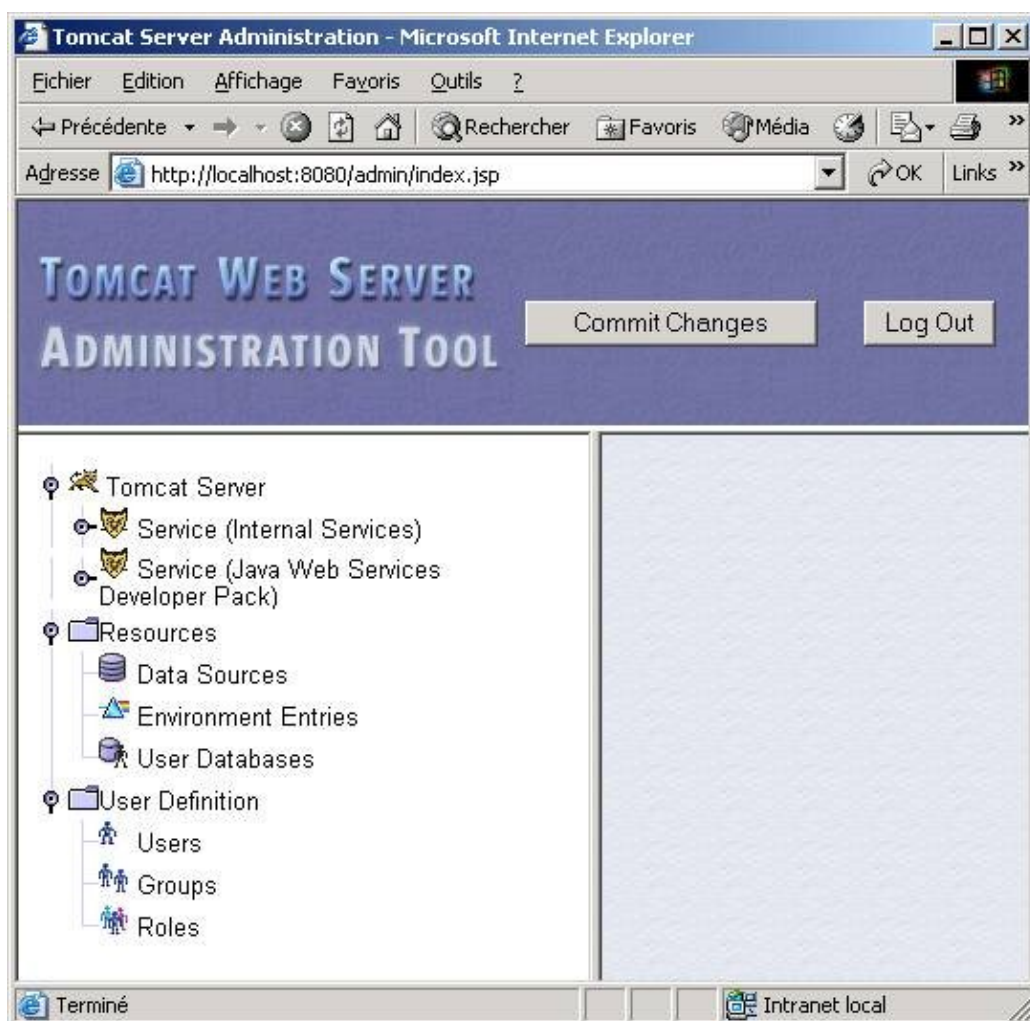 Tomcat Server Administration - Microsoft Internet Explorer
Fichier Edition Affichage Favoris Outils ?
Précédente Rechercher Favoris Média »
Adresse http://localhost:8080/admin/index.jsp OK Links »
TOMCAT WEB SERVER
ADMINISTRATION TOOL
Commit Changes Log Out
Tomcat Server
Service (Internal Services)
Service (Java Web Services
Developer Pack)
Resources
Data Sources
Environment Entries
User Databases
User Definition
Users
Groups
Roles
Terminé Intranet local